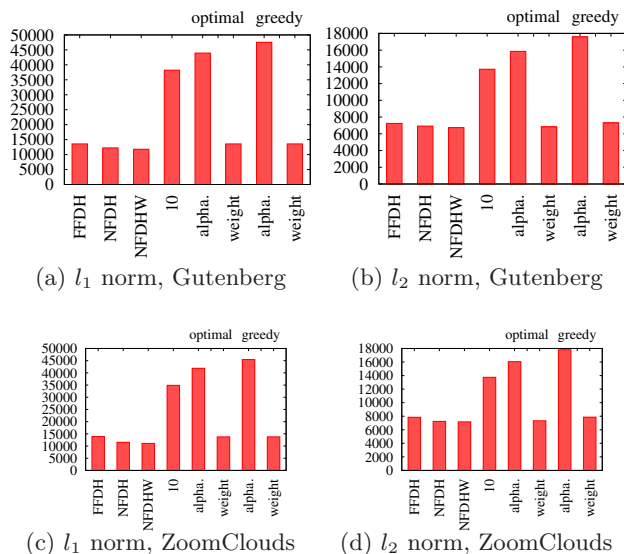 optimal greedy
50000
45000
40000
35000
30000
25000
20000
15000
10000
5000
0
FFDH
NFDH
NFDHW
10
alpha.
weight
alpha.
weight
(a) l1 norm, Gutenberg
optimal greedy
18000
16000
14000
12000
10000
8000
6000
4000
2000
0
FFDH
NFDH
NFDHW
10
alpha.
weight
alpha.
weight
(b) l2 norm, Gutenberg
optimal greedy
50000
45000
40000
35000
30000
25000
20000
15000
10000
5000
0
FFDH
NFDH
NFDHW
10
alpha.
weight
alpha.
weight
(c) l1 norm, ZoomClouds
optimal greedy
18000
16000
14000
12000
10000
8000
6000
4000
2000
0
FFDH
NFDH
NFDHW
10
alpha.
weight
alpha.
weight
(d) l2 norm, ZoomClouds